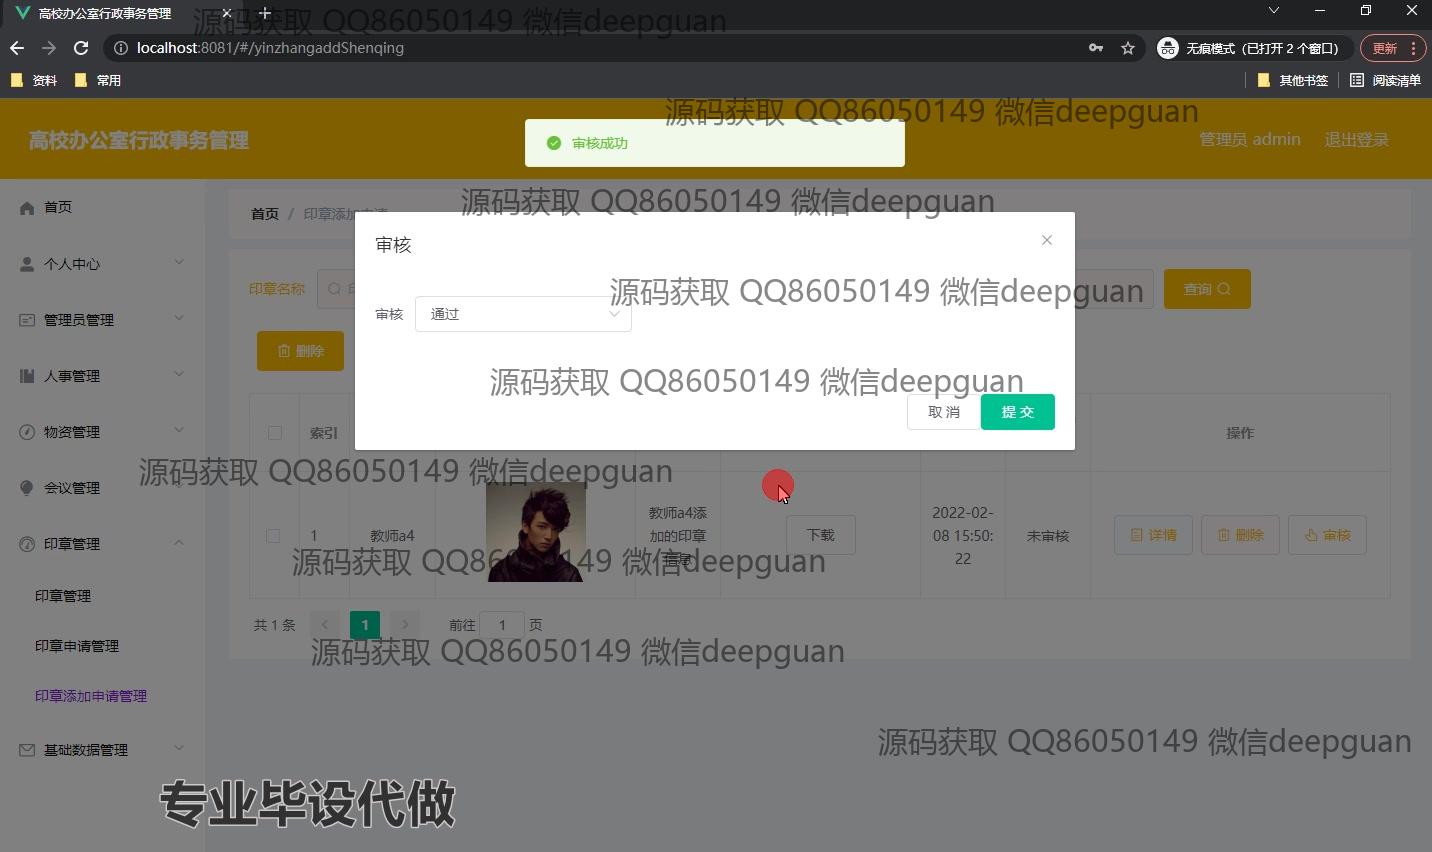 高校办公室行政事务管理
源码获取 QQ86050149 微信deepguan
localhost:8081/#/yinzhangaddShenqing
无痕模式（已打开 2 个窗口）
更新
资料
常用
其他书签
阅读清单
源码获取 QQ86050149 微信deepguan
高校办公室行政事务管理
审核成功
管理员 admin
退出登录
源码获取 QQ86050149 微信deepguan
首页
首页 / 印章添加申请
审核
个人中心
印章名称
源码获取 QQ86050149 微信deepguan
查询
管理员管理
审核
通过
删除
人事管理
源码获取 QQ86050149 微信deepguan
取 消
提 交
物资管理
索引
操作
源码获取 QQ86050149 微信deepguan
会议管理
1
教师a4
教师a4添
加的印章
信息
下载
2022-02-
08 15:50:
22
未审核
详情
删除
审核
印章管理
源码获取 QQ86050149 微信deepguan
印章管理
共 1 条
1
前往
1
页
印章申请管理
源码获取 QQ86050149 微信deepguan
印章添加申请管理
基础数据管理
源码获取 QQ86050149 微信deepguan
专业毕设代做